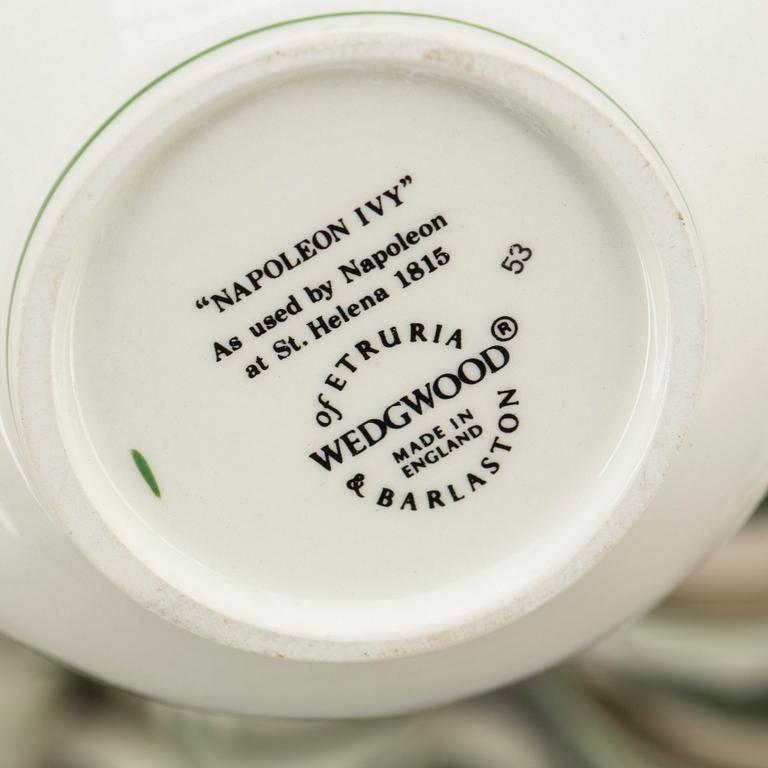 “NAPOLEON IVY”
As used by Napoleon
at St. Helena 1815
53
of ETRURIA
WEDGWOOD®
MADE IN
ENGLAND
& BARLASTON